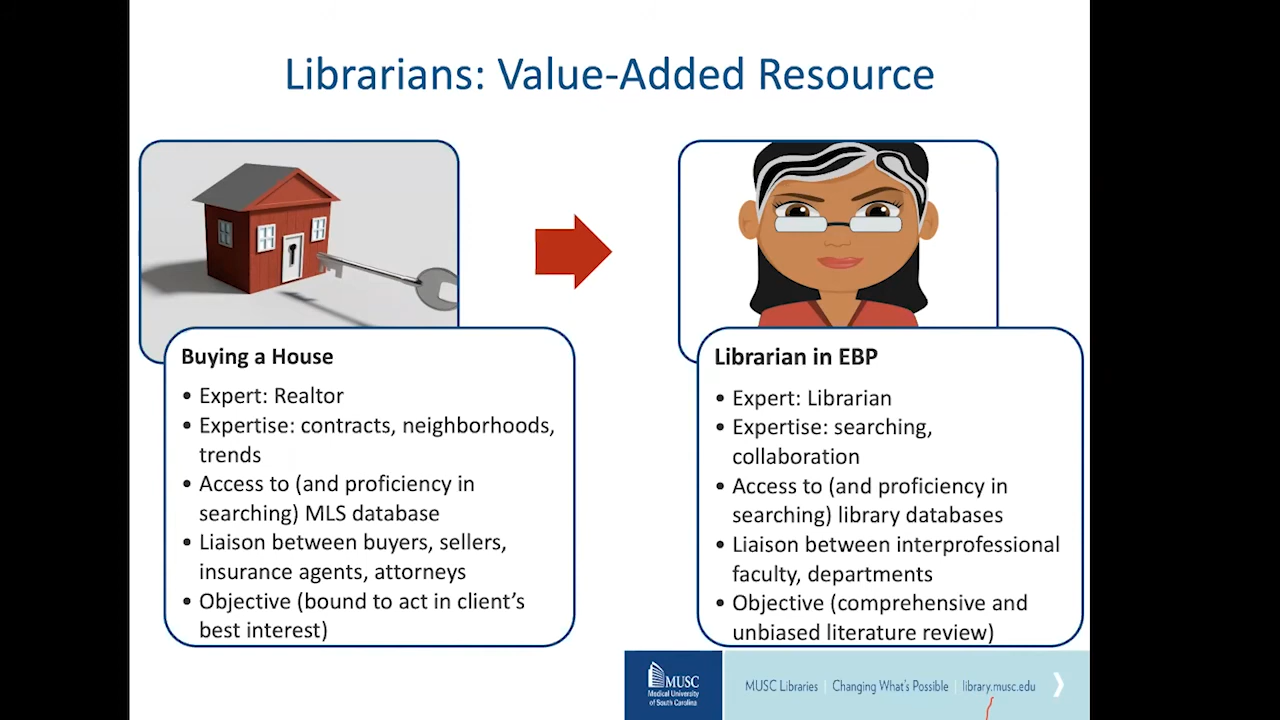 Librarians: Value-Added Resource
Buying a House
• Expert: Realtor
• Expertise: contracts, neighborhoods,
trends
• Access to (and proficiency in
searching) MLS database
• Liaison between buyers, sellers,
insurance agents, attorneys
• Objective (bound to act in client's
best interest)
Librarian in EBP
• Expert: Librarian
• Expertise: searching,
collaboration
• Access to (and proficiency in
searching) library databases
• Liaison between interprofessional
faculty, departments
• Objective (comprehensive and
unbiased literature review)
MUSC
Medical University
of South Carolina
MUSC Libraries | Changing What's Possible | library.musc.edu